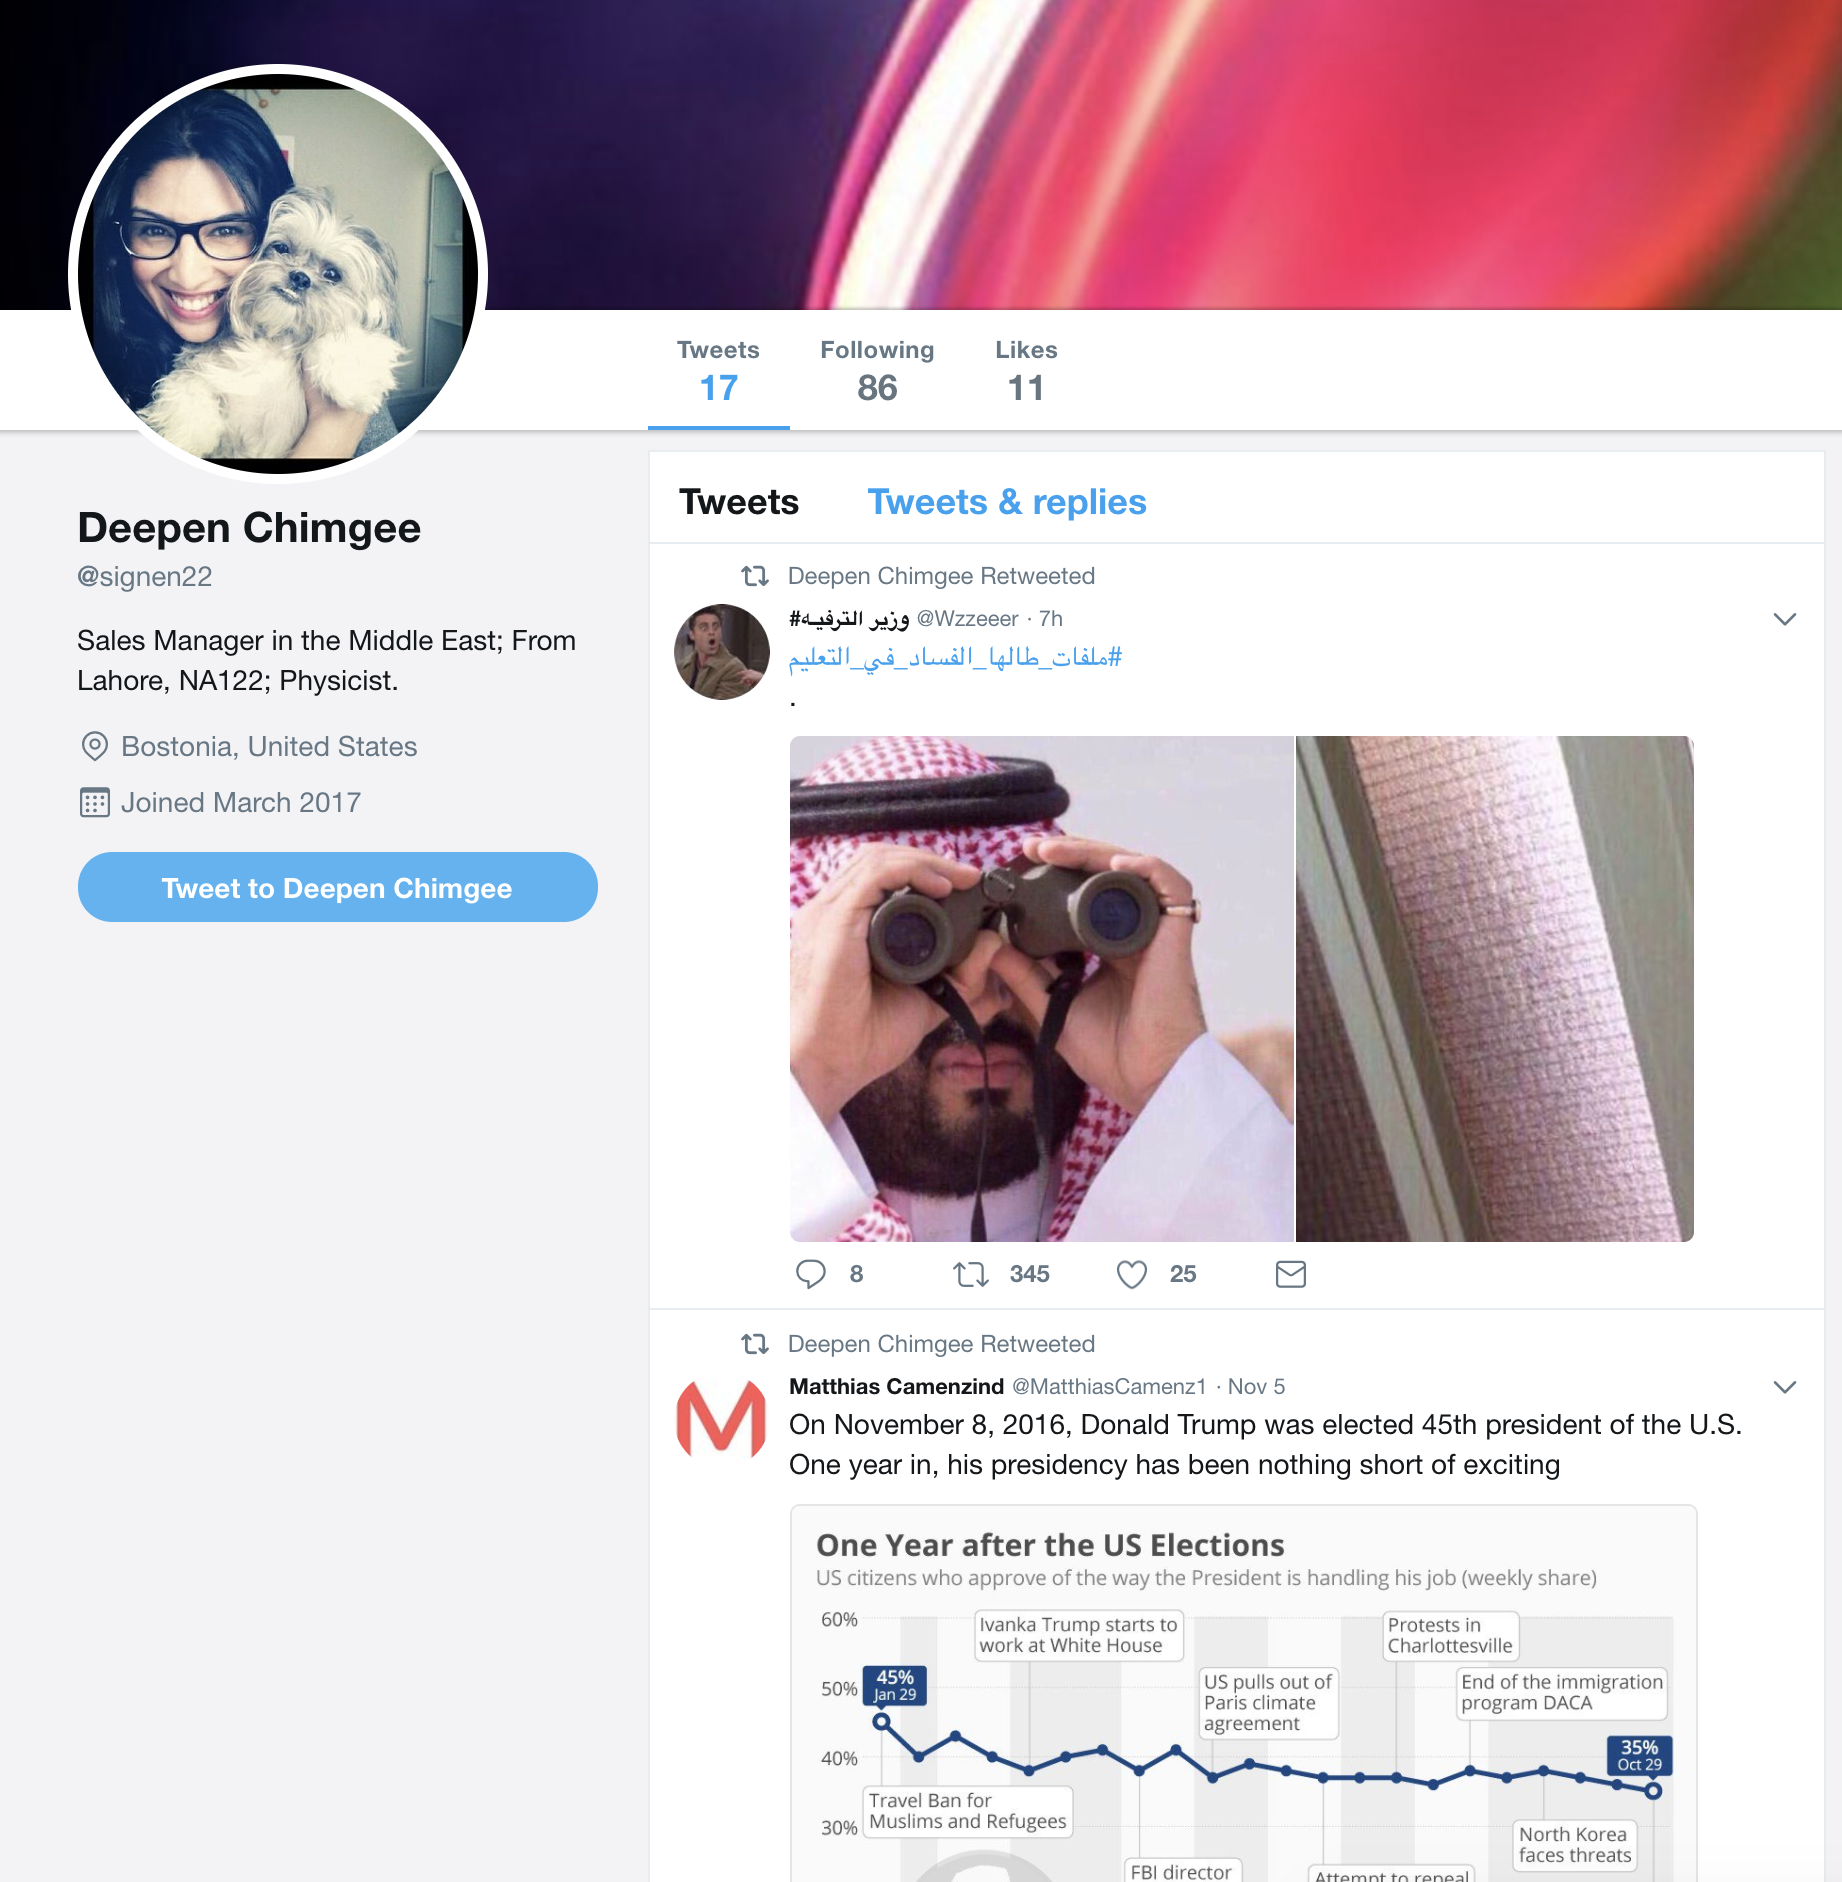 Tweets
17
Following
86
Likes
11
Deepen Chimgee
@signen22
Sales Manager in the Middle East; From
Lahore, NA122; Physicist.
Bostonia, United States
Joined March 2017
Tweet to Deepen Chimgee
Tweets Tweets & replies
Deepen Chimgee Retweeted
#وزير الترفيـه @Wzzeeer · 7h
#ملفات_طالها_الفساد_في_التعليم
.
8 345 25
Deepen Chimgee Retweeted
Matthias Camenzind @MatthiasCamenz1 · Nov 5
On November 8, 2016, Donald Trump was elected 45th president of the U.S.
One year in, his presidency has been nothing short of exciting
One Year after the US Elections
US citizens who approve of the way the President is handling his job (weekly share)
60%
Ivanka Trump starts to
work at White House
Protests in
Charlottesville
50%
45%
Jan 29
US pulls out of
Paris climate
agreement
End of the immigration
program DACA
40%
35%
Oct 29
Travel Ban for
Muslims and Refugees
30%
North Korea
faces threats
FBI director
Attempt to repeal